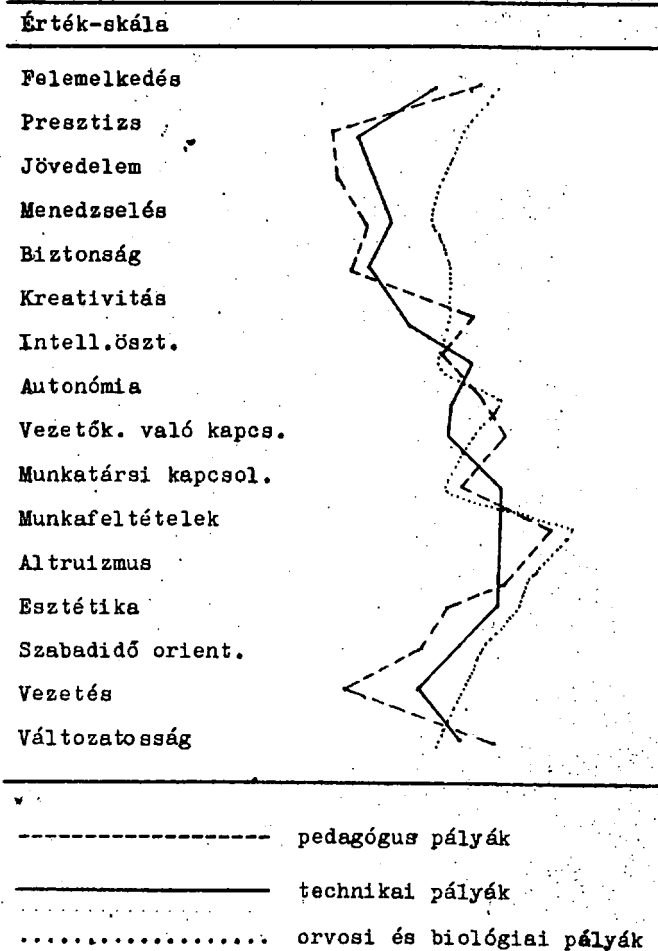 Érték-skála
Felemelkedés
Presztizs
Jövedelem
Menedzselés
Biztonság
Kreativitás
Intell.öszt.
Autonómia
Vezetők. való kapcs.
Munkatársi kapcsol.
Munkafeltételek
Altruizmus
Esztétika
Szabadidő orient.
Vezetés
Változatosság
pedagógus pályák
technikai pályák
orvosi és biológiai pályák